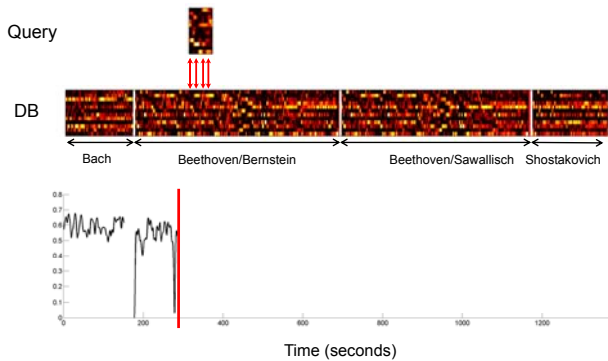 Query
DB
Bach
Beethoven/Bernstein
Beethoven/Sawallisch
Shostakovich
0.8
0.7
0.6
0.5
0.4
0.3
0.2
0.1
0
0 200 400 600 800 1000 1200
Time (seconds)